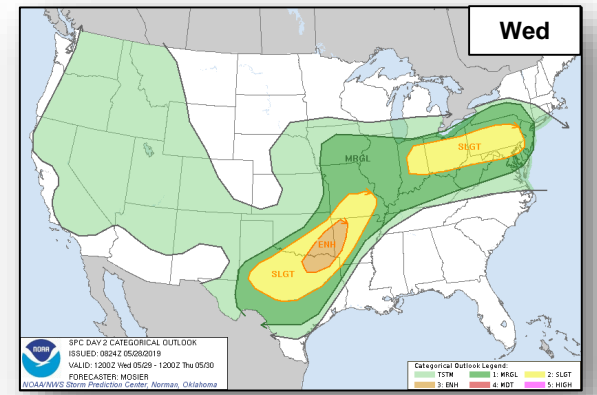 Wed
MRGL
SLGT
ENH
SLGT
NOAA
SPC DAY 2 CATEGORICAL OUTLOOK
ISSUED: 0824Z 05/28/2019
VALID: 1200Z Wed 05/29 - 1200Z Thu 05/30
FORECASTER: MOSIER
NOAA/NWS Storm Prediction Center, Norman, Oklahoma
Categorical Outlook Legend:
TSTM 1: MRGL 2: SLGT
3: ENH 4: MDT 5: HIGH